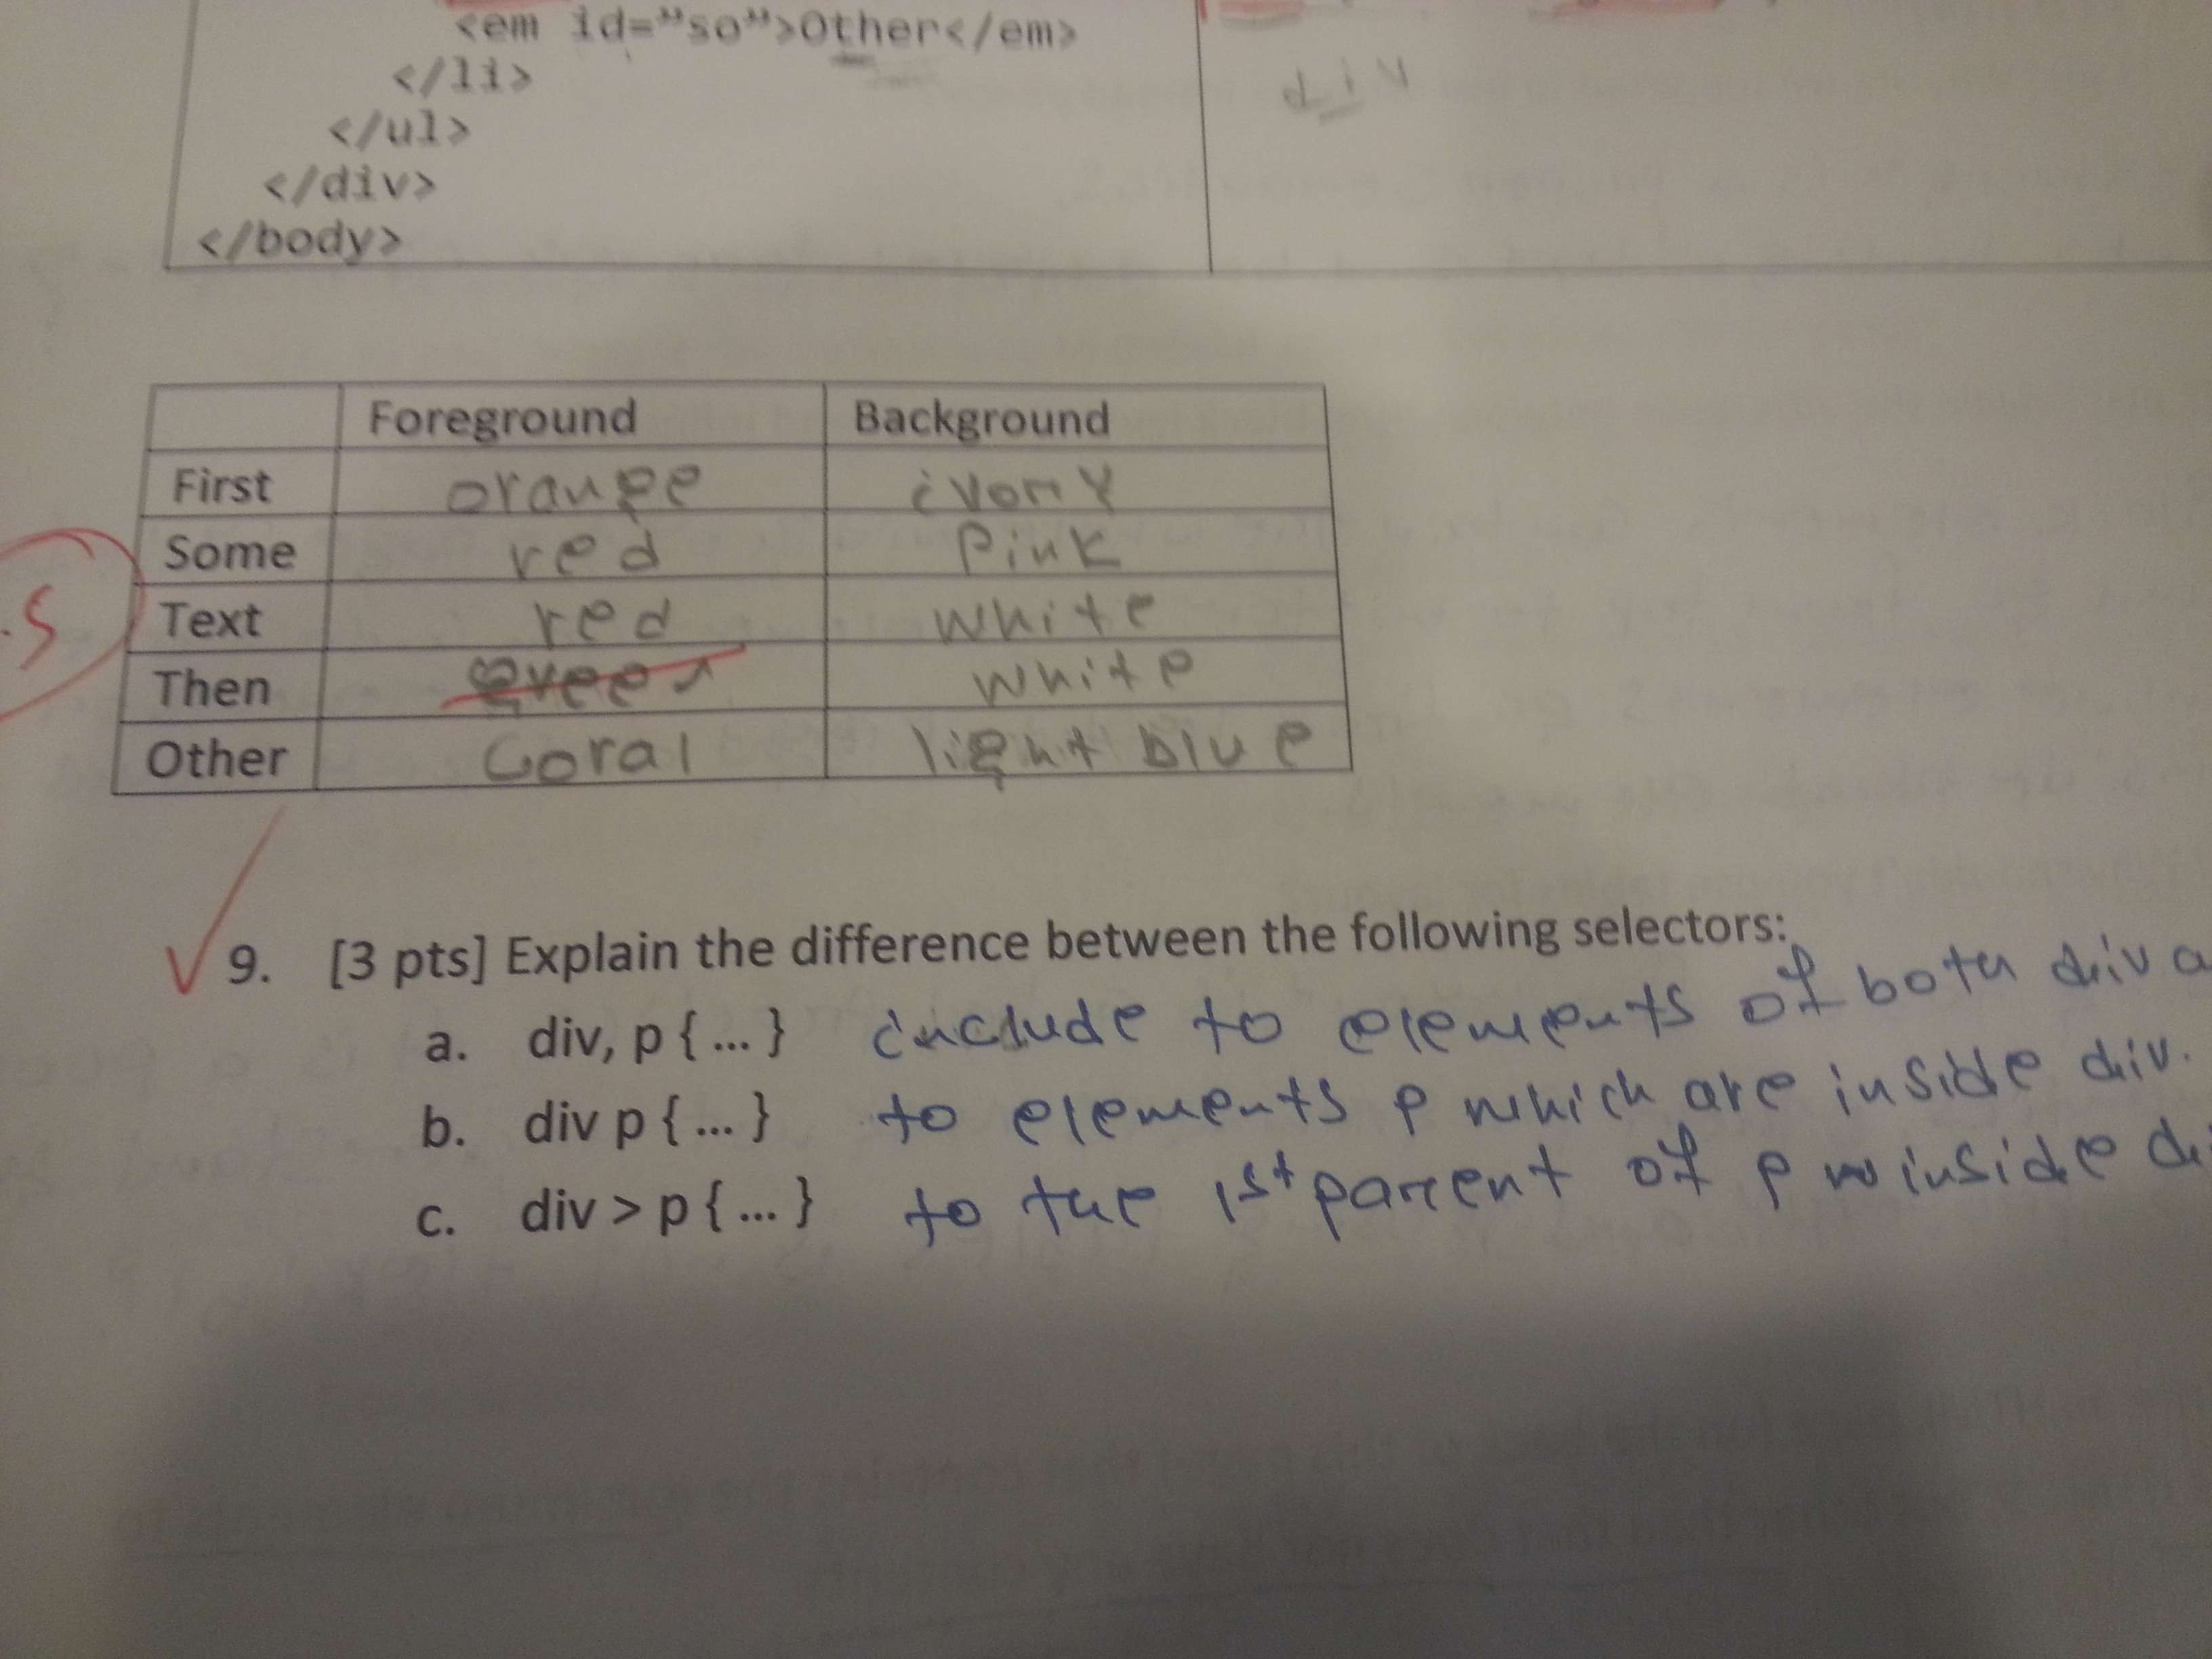 <em id="so">Other</em>
</li>
div
</ul>
</div>
</body>
Foreground Background
First orange ivory
Some red Pink
.5
Text red white
Then green white
Other Coral light blue
9. [3 pts] Explain the difference between the following selectors:
a. div, p { ... } include to elements of both div a
b. div p { ... } to elements p which are inside div.
c. div > p { ... } to the 1st parent of p inside di